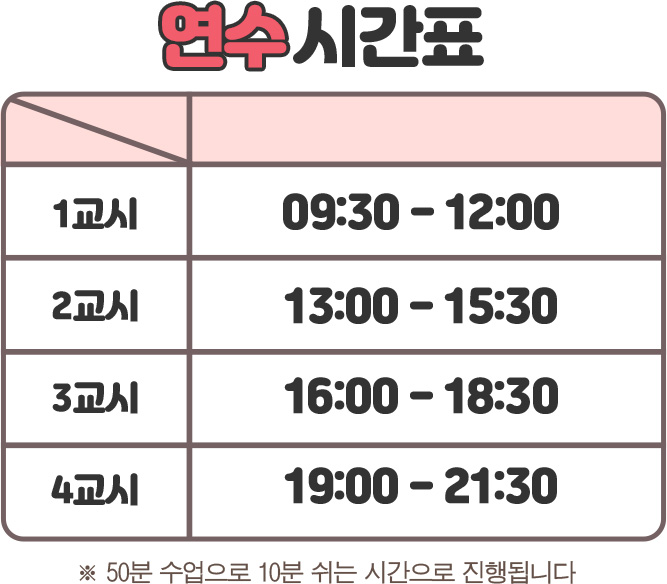 연수 시간표
1교시 09:30 - 12:00
2교시 13:00 - 15:30
3교시 16:00 - 18:30
4교시 19:00 - 21:30
※ 50분 수업으로 10분 쉬는 시간으로 진행됩니다